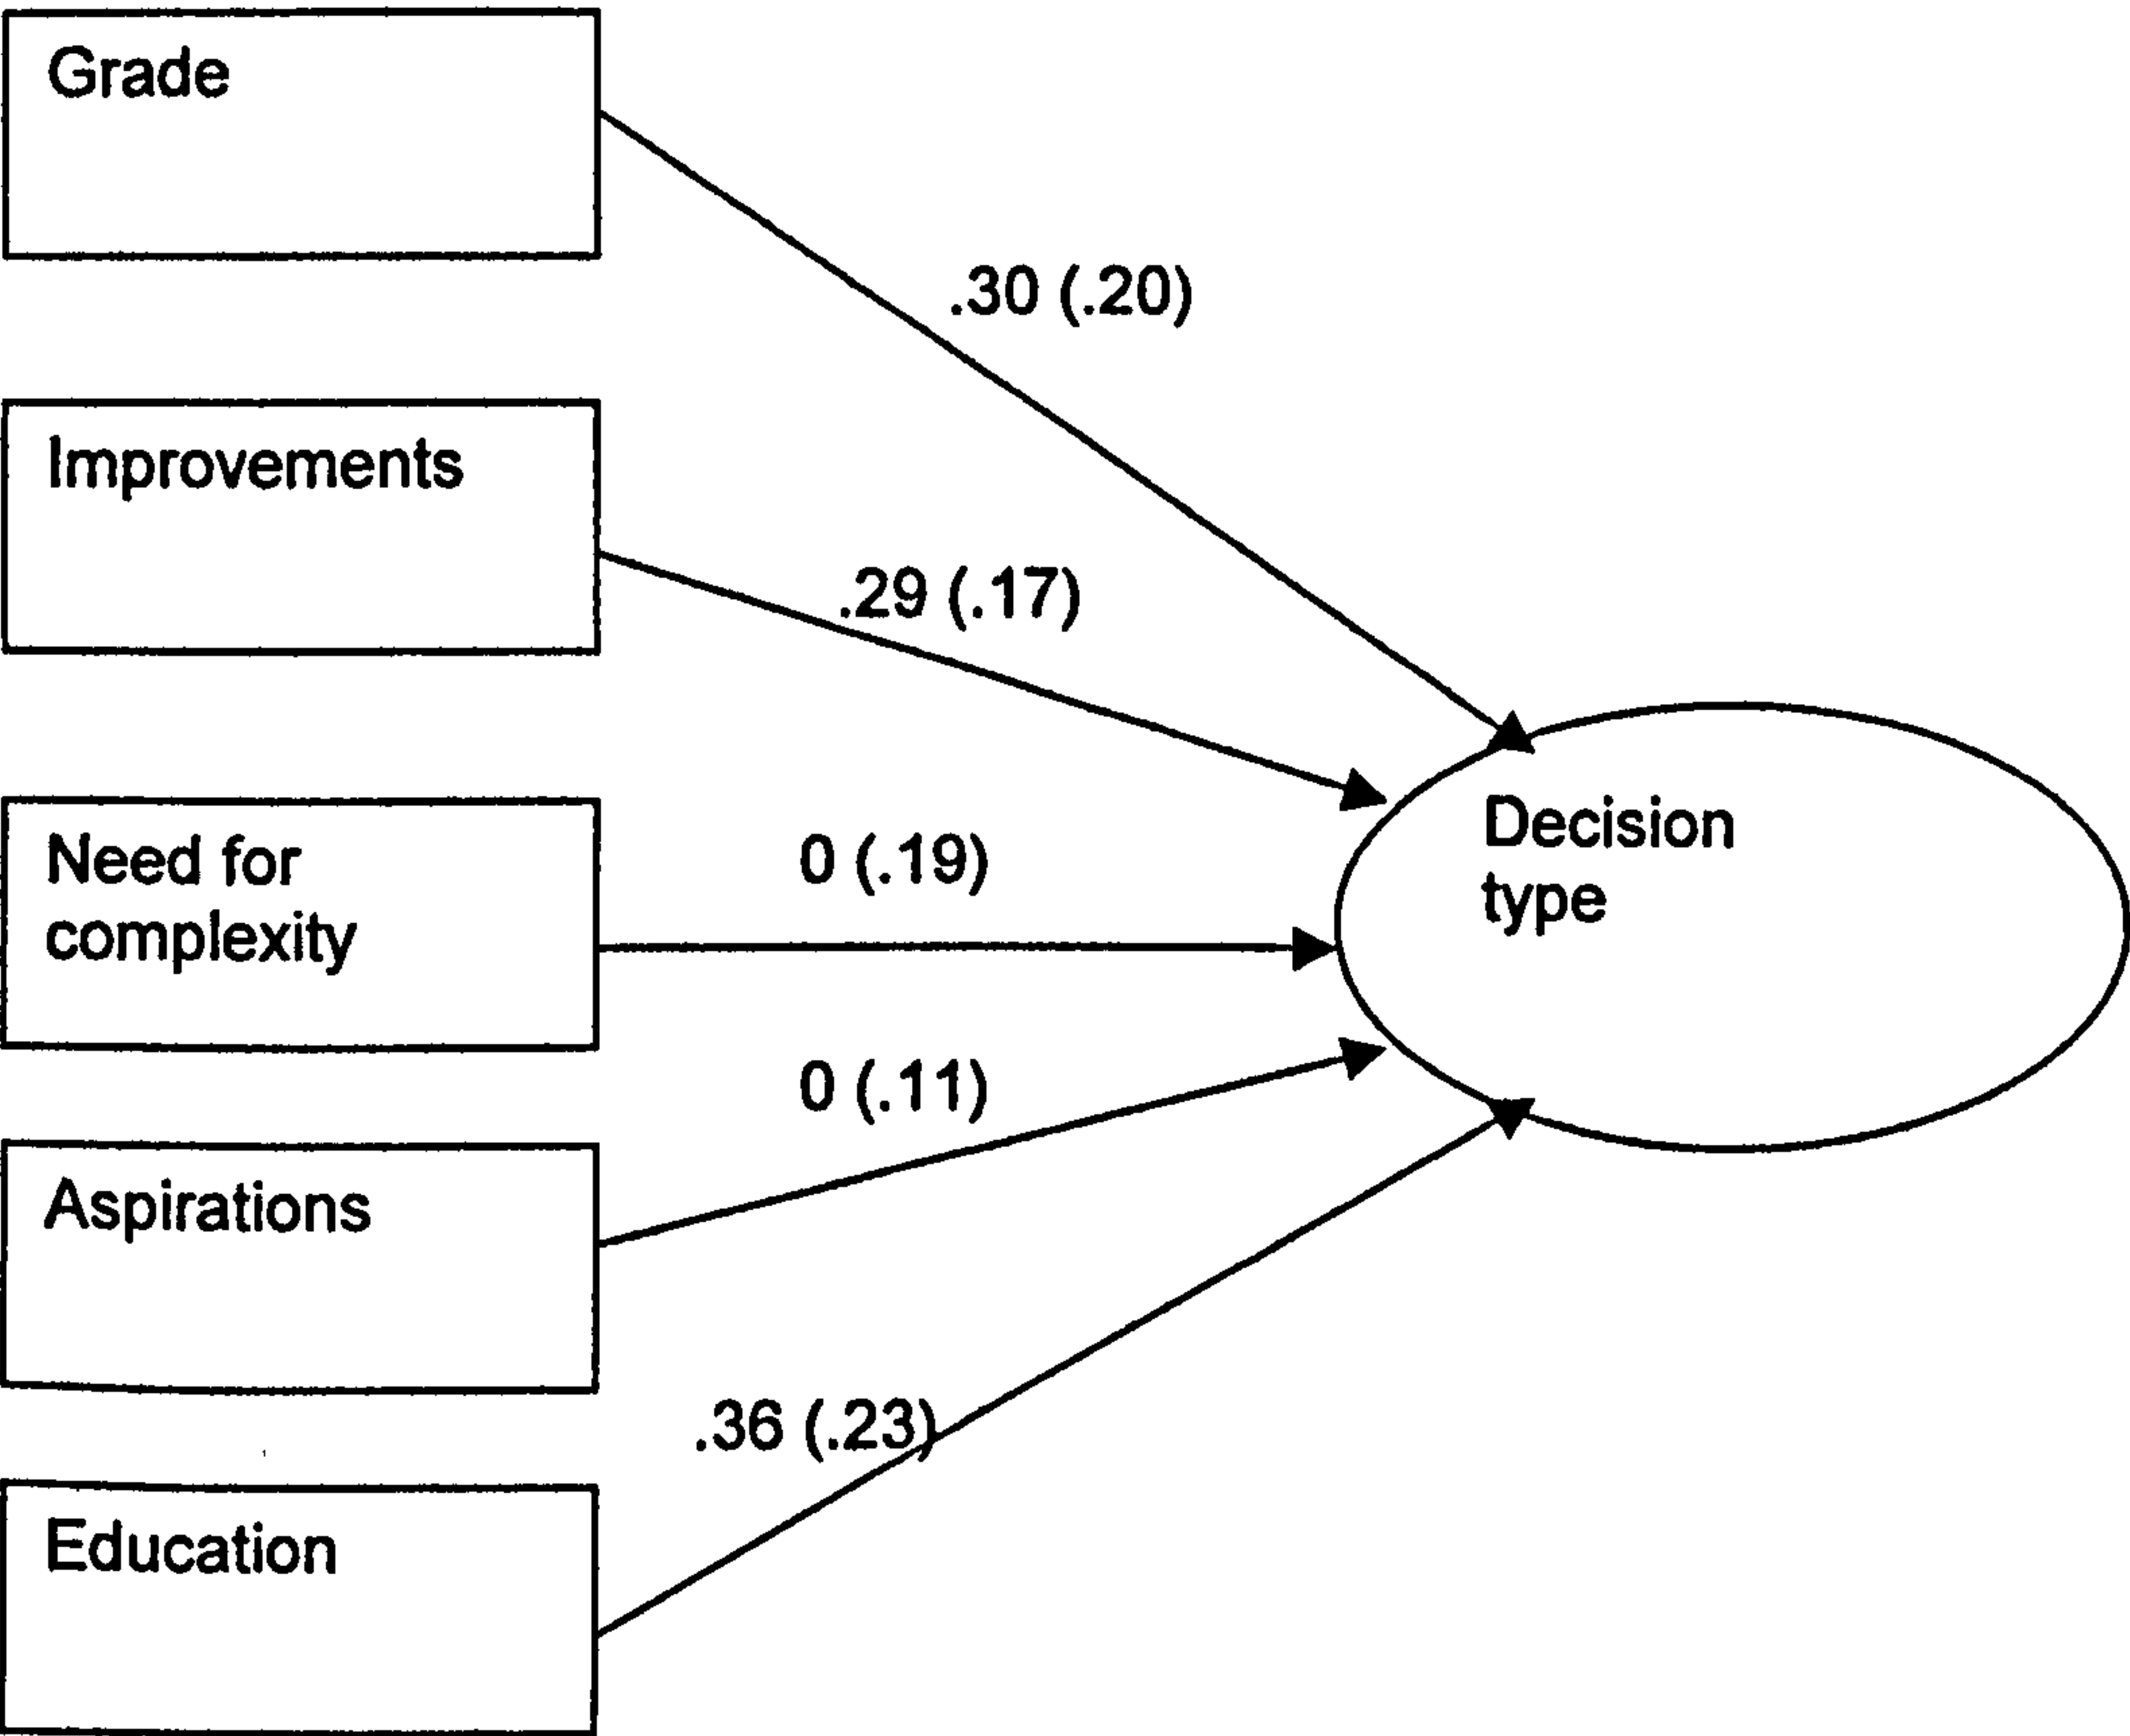 Grade
.30 (.20)
Improvements
.29 (.17)
Need for
complexity
0 (.19)
Decision
type
0 (.11)
Aspirations
.36 (.23)
Education